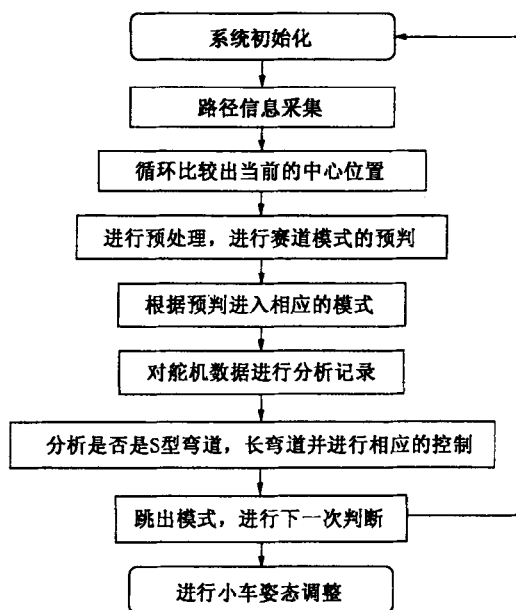 系统初始化
路径信息采集
循环比较出当前的中心位置
进行预处理，进行赛道模式的预判
根据预判进入相应的模式
对舵机数据进行分析记录
分析是否是S型弯道，长弯道并进行相应的控制
跳出模式，进行下一次判断
进行小车姿态调整